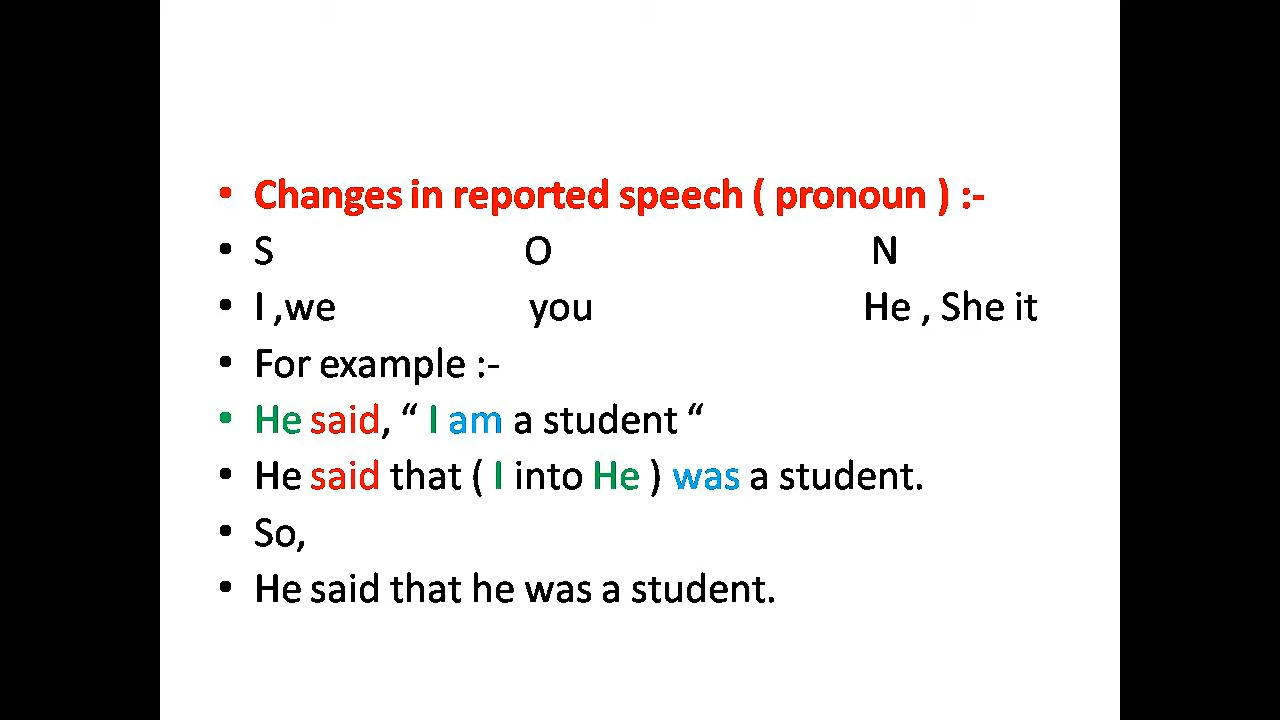 • Changes in reported speech ( pronoun ) :-
• S O N
• I ,we you He , She it
• For example :-
• He said, “ I am a student “
• He said that ( I into He ) was a student.
• So,
• He said that he was a student.